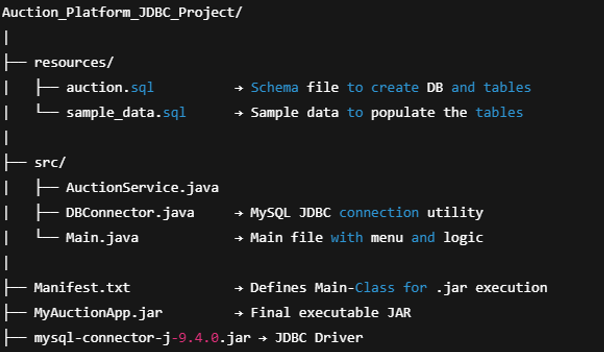 Auction_Platform_JDBC_Project/
|
├── resources/
|   ├── auction.sql            → Schema file to create DB and tables
|   └── sample_data.sql        → Sample data to populate the tables
|
├── src/
|   ├── AuctionService.java
|   ├── DBConnector.java       → MySQL JDBC connection utility
|   └── Main.java              → Main file with menu and logic
|
├── Manifest.txt               → Defines Main-Class for .jar execution
├── MyAuctionApp.jar           → Final executable JAR
├── mysql-connector-j-9.4.0.jar → JDBC Driver